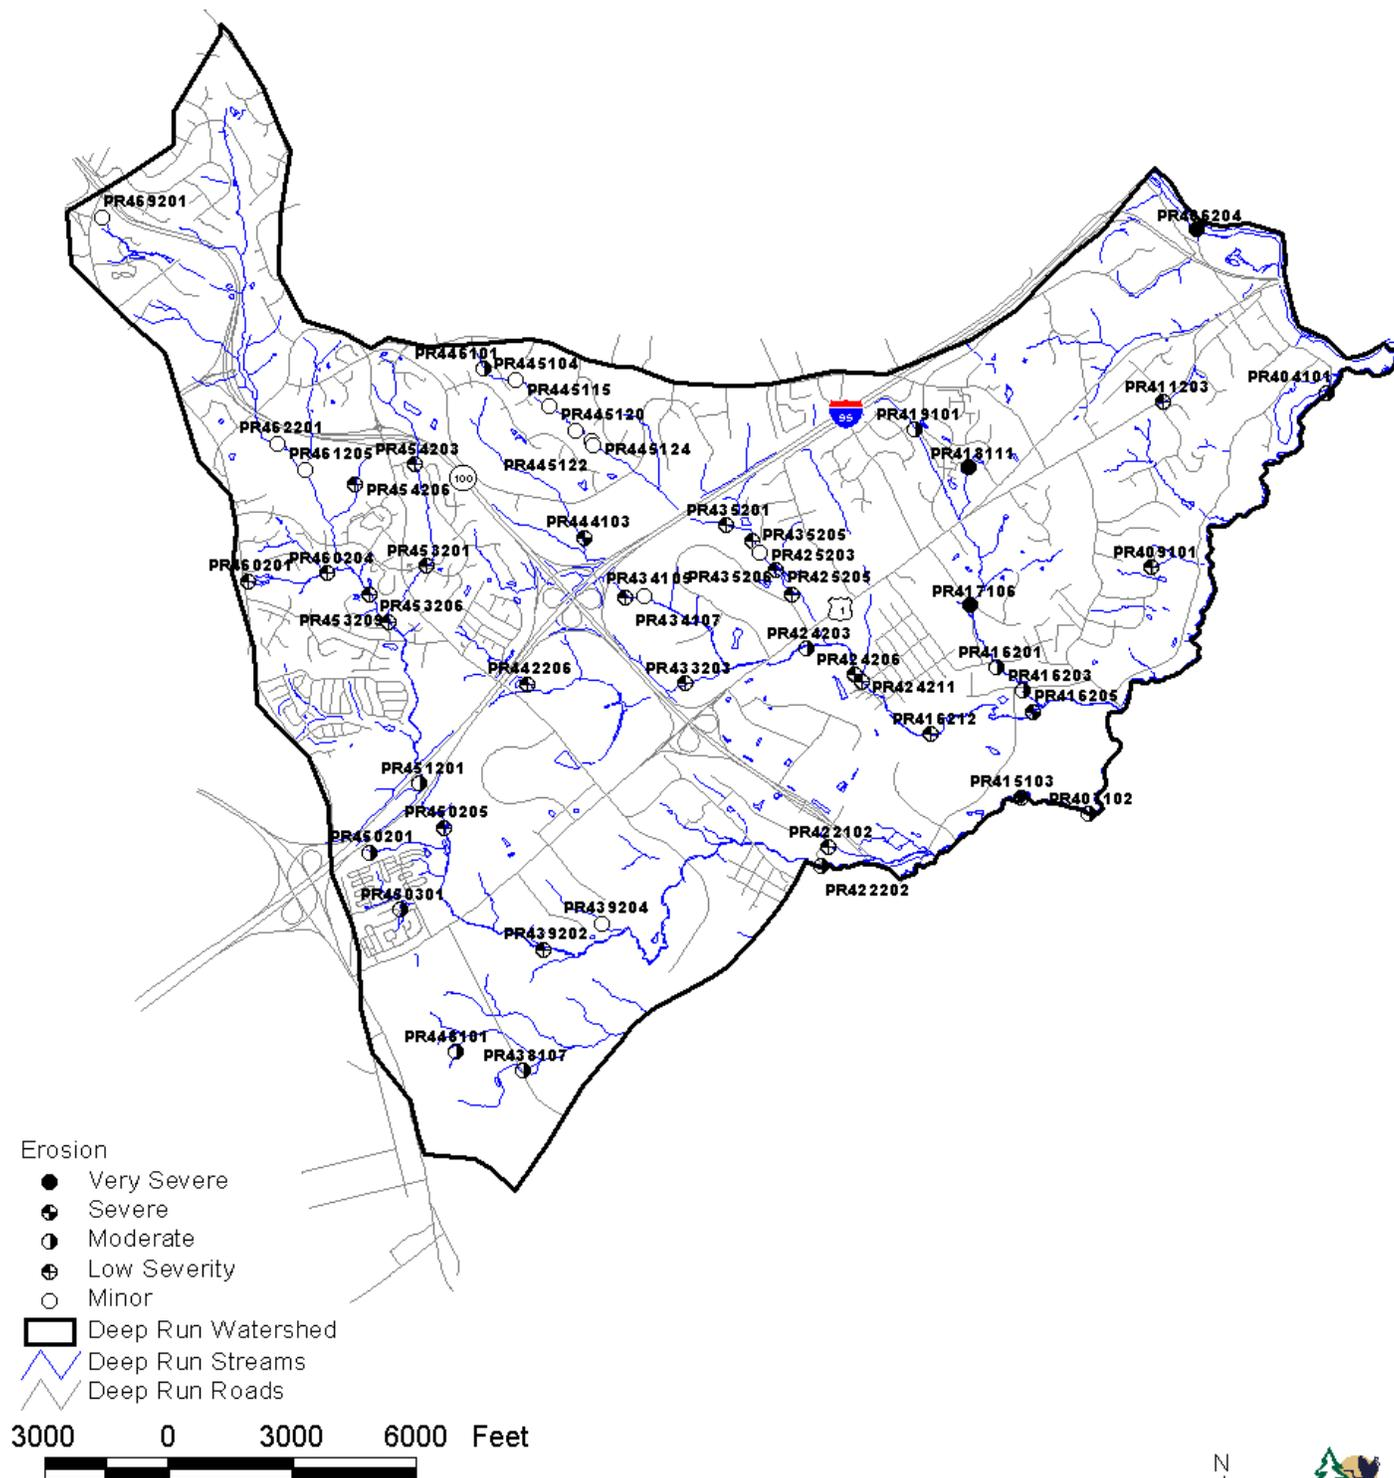 PR469201
PR406204
PR446101
PR445104
PR404101
PR445115
PR411203
95
PR445120
PR419101
PR462201
PR454203
PR445124
PR461205
PR445122
PR418111
100
PR454206
PR435201
PR444103
PR435205
PR453201
PR425203
PR409101
PR460204
PR460201
PR434109
PR435206
PR425205
PR417106
PR453206
1
PR453209
PR434107
PR424203
PR416201
PR424206
PR442206
PR433203
PR416203
PR424211
PR416205
PR416212
PR451201
PR415103
PR407102
PR450205
PR450201
PR422102
PR422202
PR450301
PR439204
PR439202
PR448101
PR438107
Erosion
Very Severe
Severe
Moderate
Low Severity
Minor
Deep Run Watershed
Deep Run Streams
Deep Run Roads
3000 0 3000 6000 Feet
N